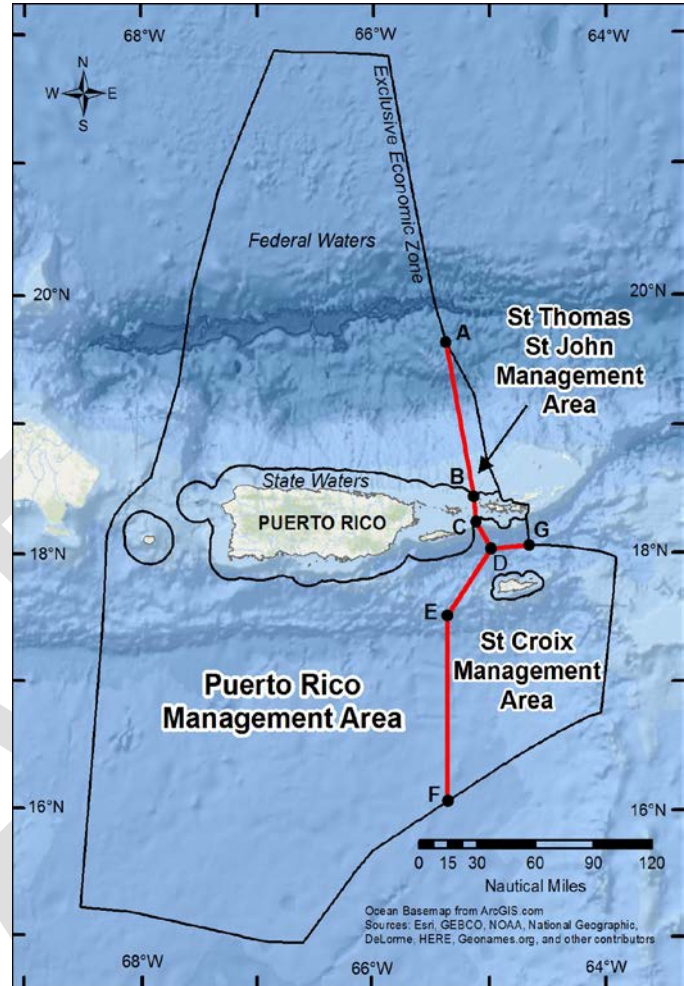 68°W 66°W 64°W
N
W E
S
Exclusive Economic Zone
Federal Waters
20°N 20°N
A
St Thomas
St John
Management
Area
B
State Waters
PUERTO RICO
C
G
18°N 18°N
D
E
St Croix
Management
Area
Puerto Rico
Management Area
F
16°N 16°N
0 15 30 60 90 120
Nautical Miles
Ocean Basemap from ArcGIS.com
Sources: Esri, GEBCO, NOAA, National Geographic,
DeLorme, HERE, Geonames.org, and other contributors
68°W 66°W 64°W